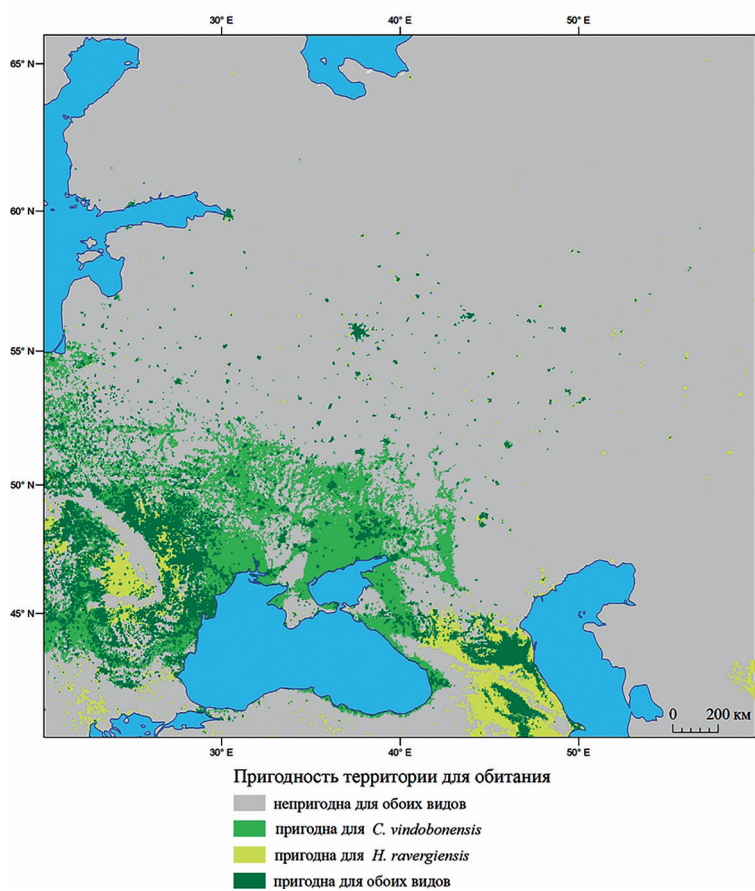 30° E 40° E 50° E
65° N
60° N
55° N
50° N
45° N
0 200 км
30° E 40° E 50° E
Пригодность территории для обитания
непригодна для обоих видов
пригодна для C. vindobonensis
пригодна для H. ravergiensis
пригодна для обоих видов